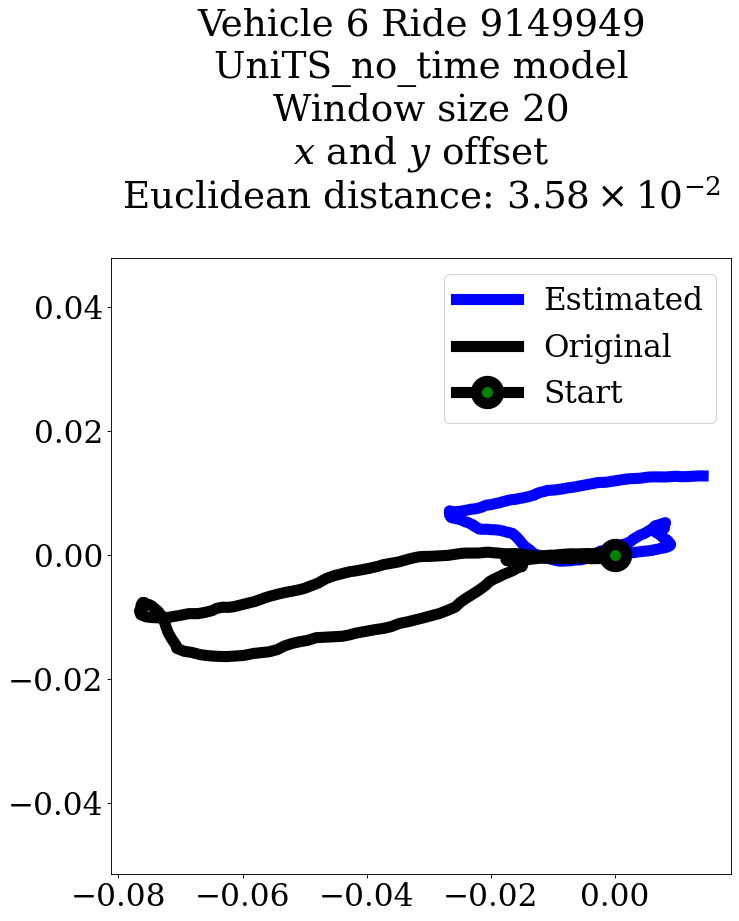 Vehicle 6 Ride 9149949
UniTS_no_time model
Window size 20
x and y offset
Euclidean distance: 3.58 × 10⁻²
Estimated
Original
Start
0.04
0.02
0.00
−0.02
−0.04
−0.08 −0.06 −0.04 −0.02 0.00